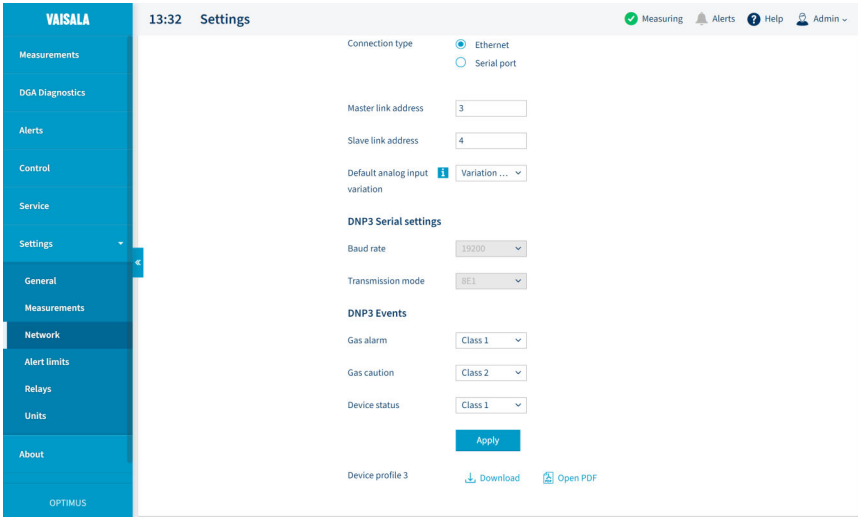 VAISALA
13:32 Settings
Measuring Alerts ? Help Admin
Measurements
DGA Diagnostics
Alerts
Control
Service
Settings
«
General
Measurements
Network
Alert limits
Relays
Units
About
OPTIMUS
Connection type
Ethernet
Serial port
Master link address 3
Slave link address 4
Default analog input i Variation ...
variation
DNP3 Serial settings
Baud rate 19200
Transmission mode 8E1
DNP3 Events
Gas alarm Class 1
Gas caution Class 2
Device status Class 1
Apply
Device profile 3 Download Open PDF